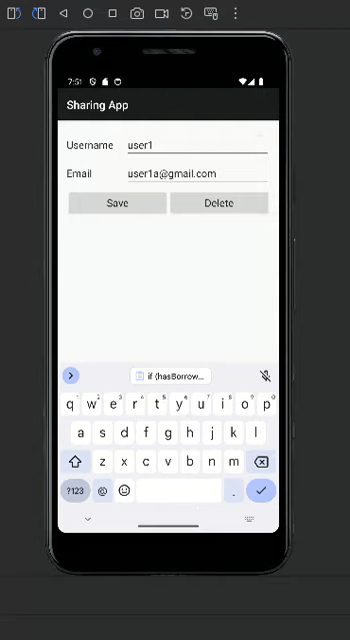 7:51
Sharing App
Username user1
Email user1a@gmail.com
Save Delete
if (hasBorrow...
q w e r t y u i o p
a s d f g h j k l
z x c v b n m
?123 @ .